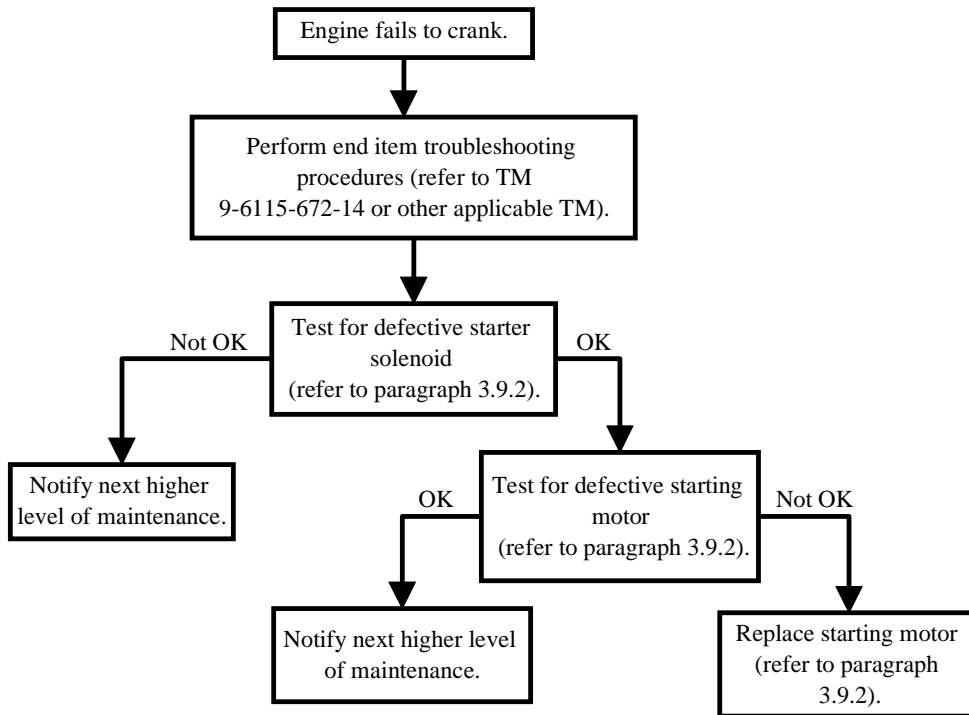 Engine fails to crank.
Perform end item troubleshooting
procedures (refer to TM
9-6115-672-14 or other applicable TM).
Not OK
Test for defective starter
solenoid
(refer to paragraph 3.9.2).
OK
Notify next higher
level of maintenance.
OK
Test for defective starting
motor
(refer to paragraph 3.9.2).
Not OK
Notify next higher level
of maintenance.
Replace starting motor
(refer to paragraph
3.9.2).